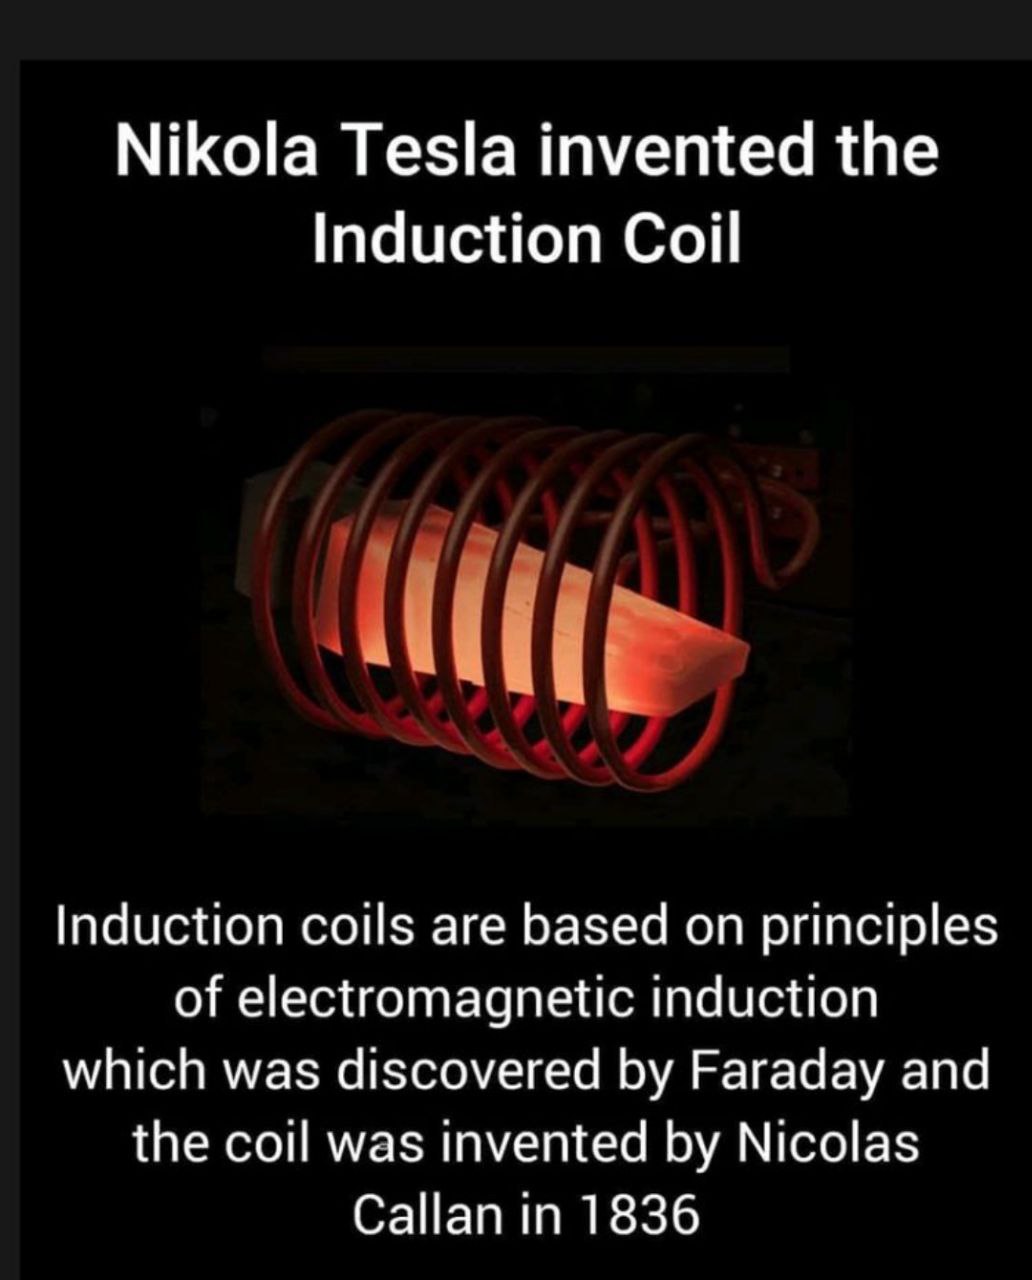 Nikola Tesla invented the
Induction Coil
Induction coils are based on principles
of electromagnetic induction
which was discovered by Faraday and
the coil was invented by Nicolas
Callan in 1836